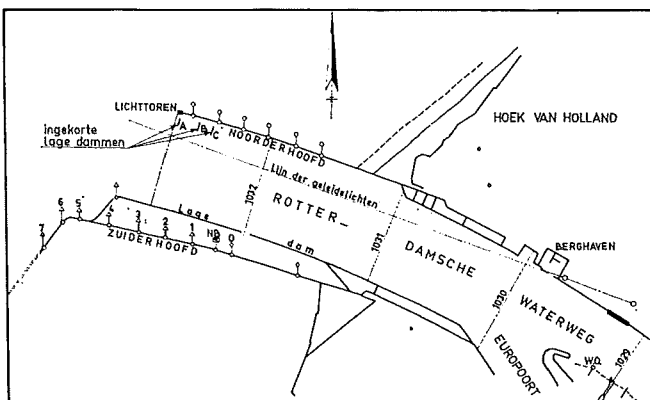 LICHTTOREN
A
B
C
ingekorte
lage dammen
NOORDERHOOFD
HOEK VAN HOLLAND
Lijn der geleidelichten
1032
ROTTER_
1031
DAMSCHE
1030
WATERWEG
1029
BERGHAVEN
EUROPOORT
W.O.
Lage dam
7
6
5
4
3
2
1
0
ZUIDERHOOFD